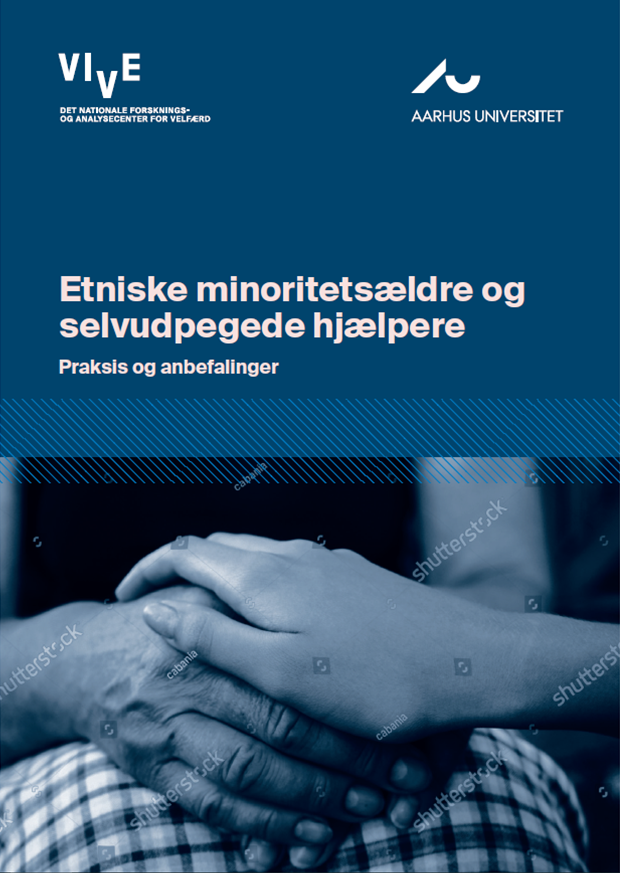 VIVE
DET NATIONALE FORSKNINGS-
OG ANALYSECENTER FOR VELFÆRD
AARHUS UNIVERSITET
Etniske minoritetsældre og
selvudpegede hjælpere
Praksis og anbefalinger
cabania
shutterstock
shutterstock
cabania
shutterstock
cabania
shutterstock
shutterstock